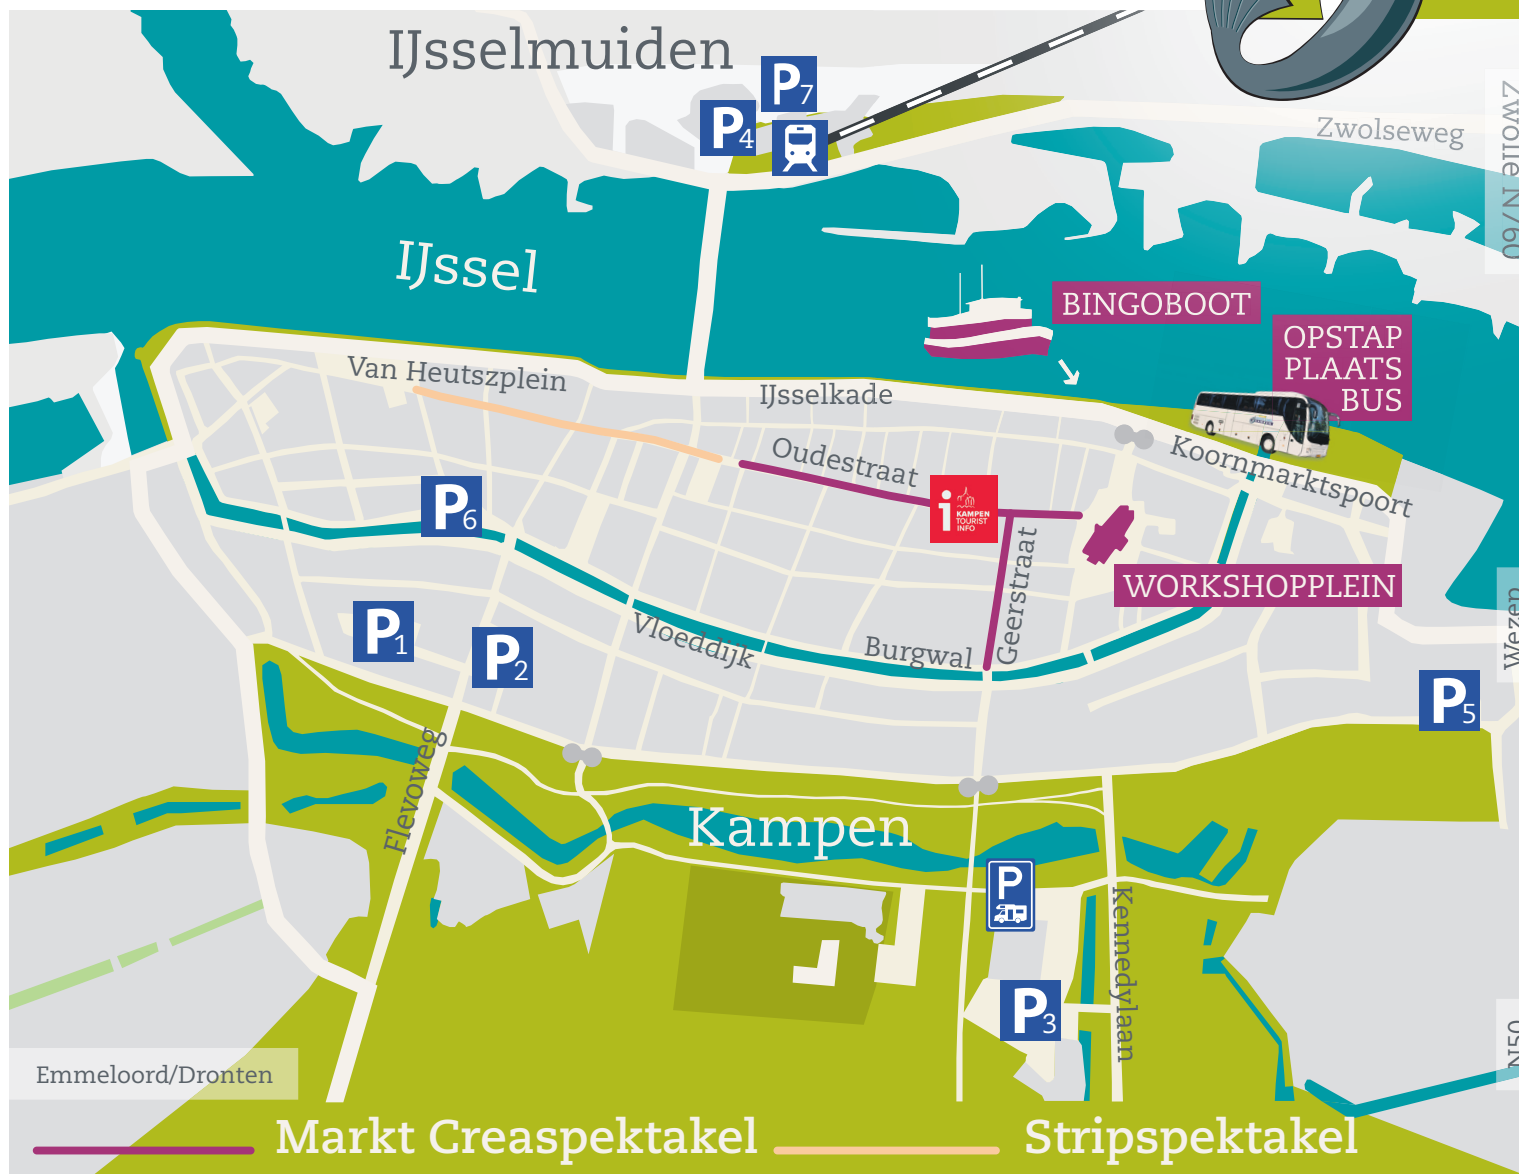 IJsselmuiden
P7
P4
Zwolseweg
Zwolle N760
IJssel
BINGOBOOT
OPSTAP
PLAATS
BUS
Van Heutszplein
IJsselkade
Oudestraat
Koornmarktspoort
i
KAMPEN
TOURIST
INFO
P6
Geerstraat
WORKSHOPPLEIN
Wezep
P1
P2
Vloeddijk
Burgwal
P5
Flevoweg
Kampen
P
Kennedylaan
P3
N50
Emmeloord/Dronten
Markt Creaspektakel
Stripspektakel